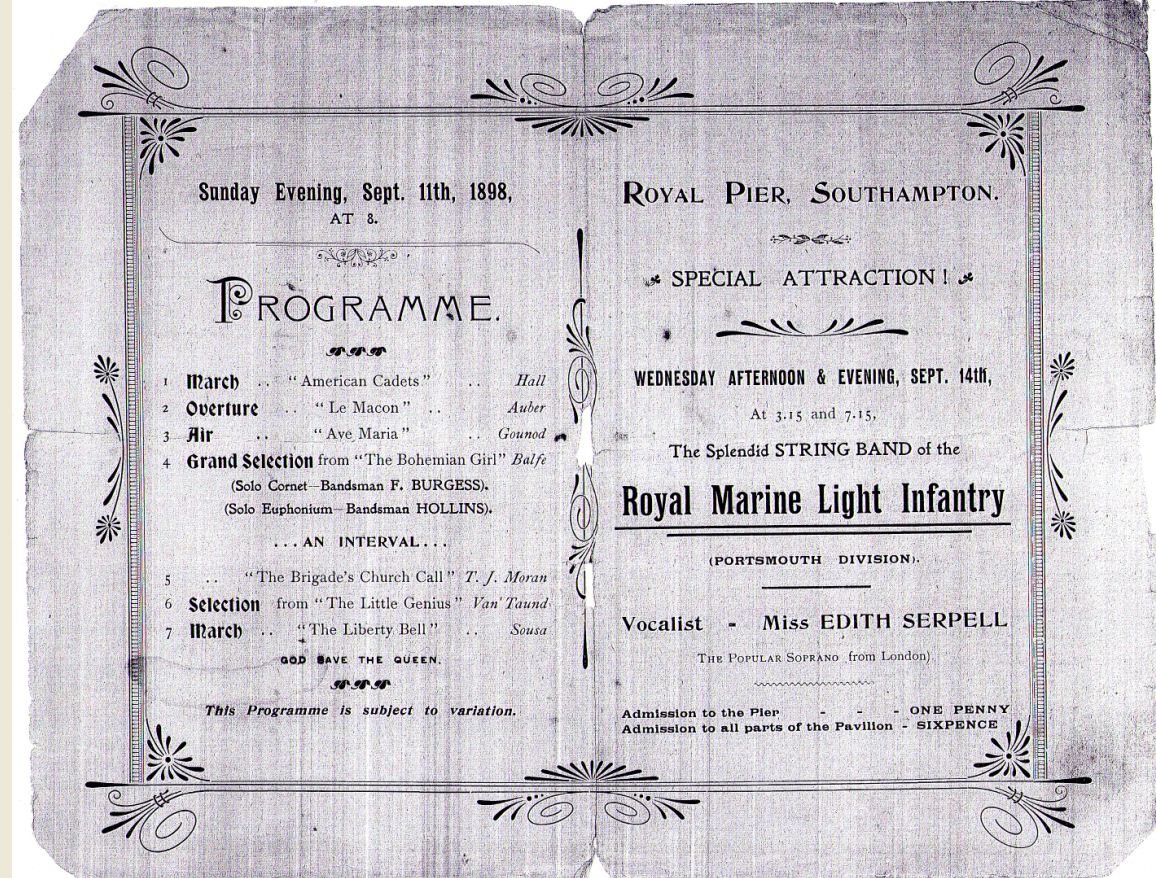 Sunday Evening, Sept. 11th, 1898,
AT 8.
PROGRAMME.
1 March .. "American Cadets" .. Hall
2 Overture .. "Le Macon" .. Auber
3 Air .. "Ave Maria" .. Gounod
4 Grand Selection from "The Bohemian Girl" Balfe
(Solo Cornet—Bandsman F. BURGESS).
(Solo Euphonium—Bandsman HOLLINS).
...AN INTERVAL...
5 .. "The Brigade's Church Call" T. J. Moran
6 Selection from "The Little Genius" Van' Taund
7 March .. "The Liberty Bell" .. Sousa
GOD SAVE THE QUEEN.
This Programme is subject to variation.
ROYAL PIER, SOUTHAMPTON.
SPECIAL ATTRACTION!
WEDNESDAY AFTERNOON & EVENING, SEPT. 14th,
At 3.15 and 7.15,
The Splendid STRING BAND of the
Royal Marine Light Infantry
(PORTSMOUTH DIVISION).
Vocalist - Miss EDITH SERPELL
THE POPULAR SOPRANO from London)
Admission to the Pier - - - ONE PENNY
Admission to all parts of the Pavilion - SIXPENCE